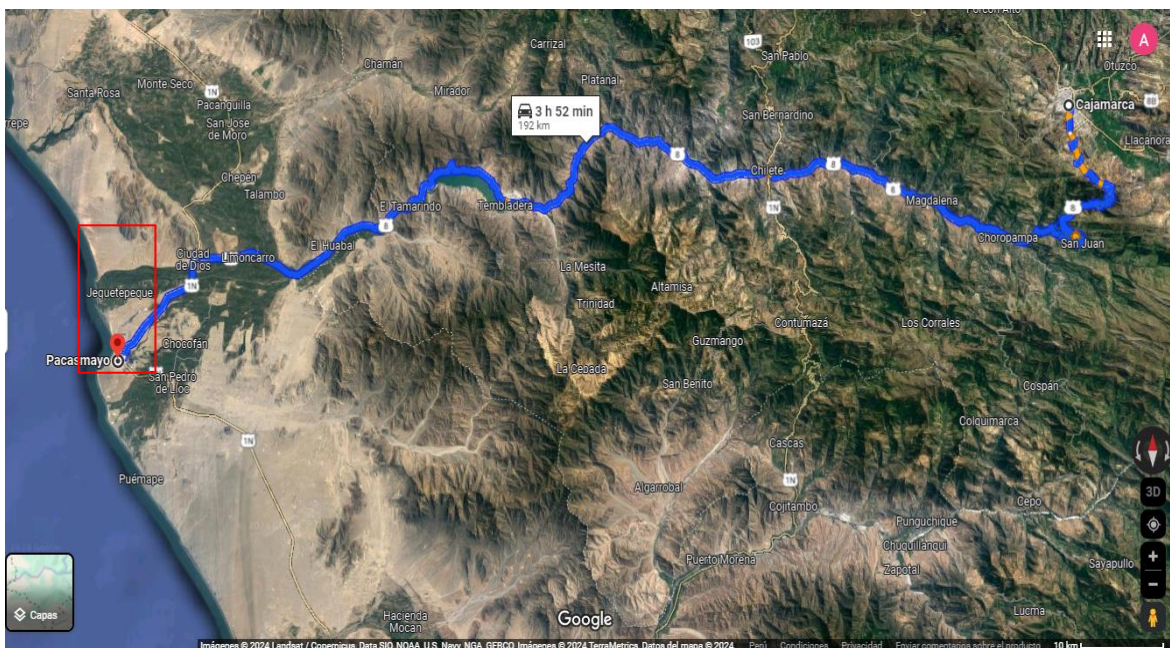 Porcón Alto
Carrizal
103
San Pablo
A
Otuzco
Chamán
Monte Seco
1N
Santa Rosa
Pacanguilla
Mirador
Platanal
3 h 52 min
192 km
Cajamarca
8B
San Jose
de Moro
San Bernardino
Llacanora
Chepén
Talambo
8
Chilete
8
8
Magdalena
El Tamarindo
8
Tembladera
1N
8
Choropampa
San Juan
Ciudad
de Dios
Limoncarro
El Huabal
La Mesita
Jequetepeque
1N
Altamisa
Trinidad
Contumazá
Los Corrales
Pacasmayo
Chocofán
Guzmango
San Pedro
de Lloc
La Cebada
San Benito
Cospán
Colquimarca
1N
Cascas
Puémape
1N
3D
Algarrobal
Cojitambo
Cepo
Punguchique
Chuquillanqui
Puerto Morena
Zapotal
Sayapullo
Capas
Hacienda
Mocan
Google
Lucma
Imágenes © 2024 Landsat / Copernicus, Data SIO, NOAA, U.S. Navy, NGA, GEBCO, Imágenes © 2024 TerraMetrics, Datos del mapa © 2024 Perú Condiciones Privacidad Enviar comentarios sobre el producto 10 km